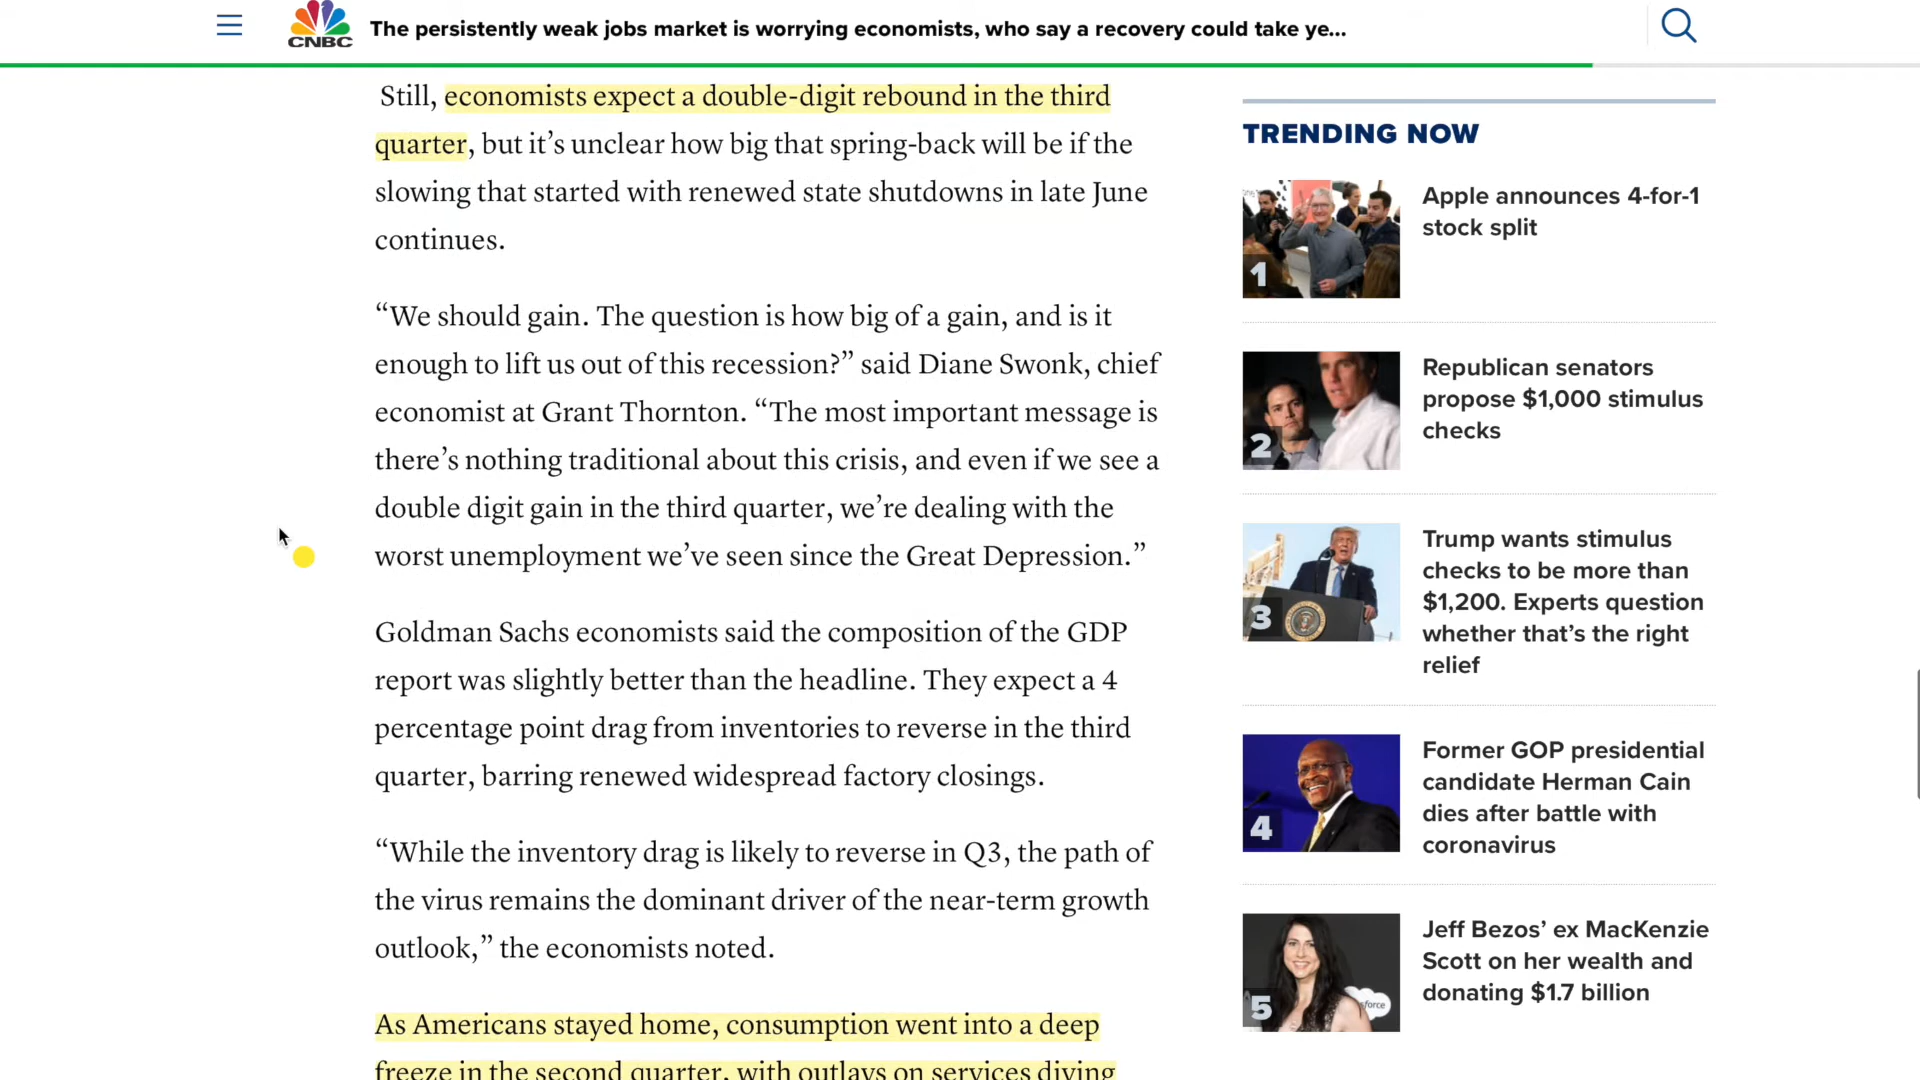 CNBC
The persistently weak jobs market is worrying economists, who say a recovery could take ye...
Still, economists expect a double-digit rebound in the third
quarter, but it’s unclear how big that spring-back will be if the
slowing that started with renewed state shutdowns in late June
continues.
“We should gain. The question is how big of a gain, and is it
enough to lift us out of this recession?” said Diane Swonk, chief
economist at Grant Thornton. “The most important message is
there’s nothing traditional about this crisis, and even if we see a
double digit gain in the third quarter, we’re dealing with the
worst unemployment we’ve seen since the Great Depression.”
Goldman Sachs economists said the composition of the GDP
report was slightly better than the headline. They expect a 4
percentage point drag from inventories to reverse in the third
quarter, barring renewed widespread factory closings.
“While the inventory drag is likely to reverse in Q3, the path of
the virus remains the dominant driver of the near-term growth
outlook,” the economists noted.
As Americans stayed home, consumption went into a deep
freeze in the second quarter, with outlays on services diving
TRENDING NOW
1
Apple announces 4-for-1
stock split
2
Republican senators
propose $1,000 stimulus
checks
3
Trump wants stimulus
checks to be more than
$1,200. Experts question
whether that’s the right
relief
4
Former GOP presidential
candidate Herman Cain
dies after battle with
coronavirus
5
force
Jeff Bezos’ ex MacKenzie
Scott on her wealth and
donating $1.7 billion